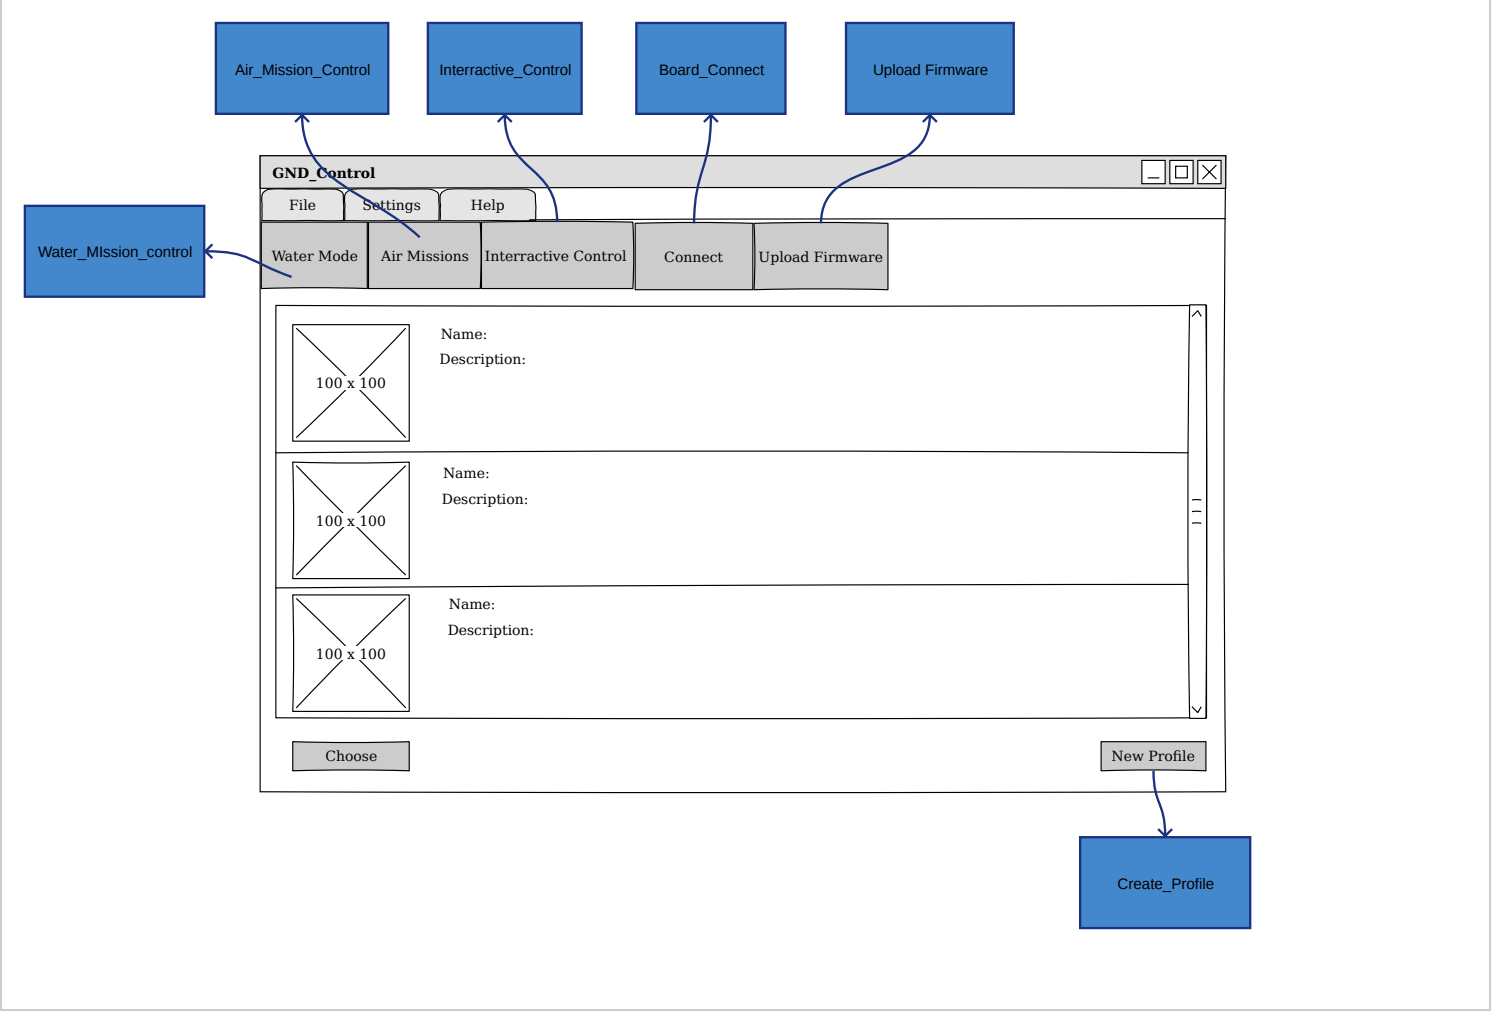 Air_Mission_Control
Interractive_Control
Board_Connect
Upload Firmware
GND_Control
File
Settings
Help
Water_MIssion_control
Water Mode
Air Missions
Interractive Control
Connect
Upload Firmware
100 x 100
Name:
Description:
100 x 100
Name:
Description:
100 x 100
Name:
Description:
Choose
New Profile
Create_Profile